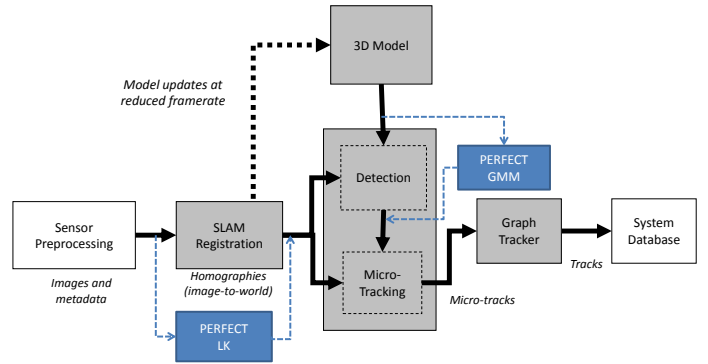 3D Model
Model updates at
reduced framerate
PERFECT
GMM
Detection
Sensor
Preprocessing
SLAM
Registration
Graph
Tracker
System
Database
Images and
metadata
Homographies
(image-to-world)
Micro-
Tracking
Micro-tracks
Tracks
PERFECT
LK